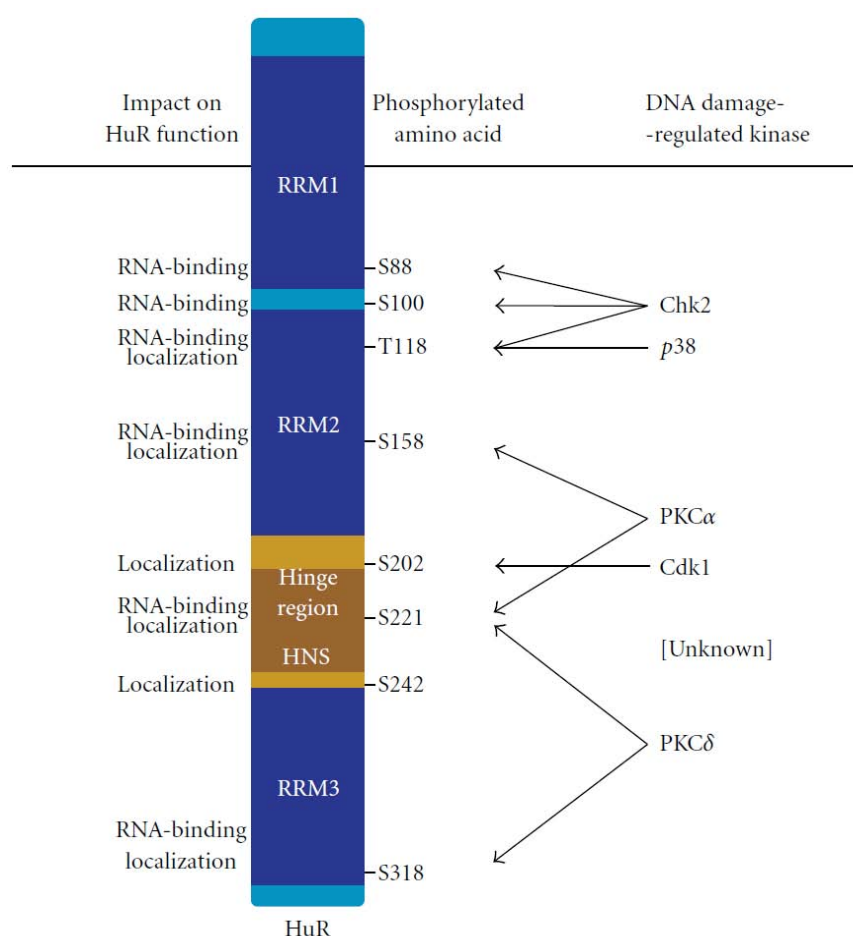 Impact on
HuR function
Phosphorylated
amino acid
DNA damage-
-regulated kinase
RRM1
RNA-binding
S88
RNA-binding
S100
Chk2
RNA-binding
localization
T118
p38
RRM2
RNA-binding
localization
S158
PKCα
Localization
S202
Cdk1
Hinge
region
RNA-binding
localization
S221
[Unknown]
HNS
Localization
S242
PKCδ
RRM3
RNA-binding
localization
S318
HuR